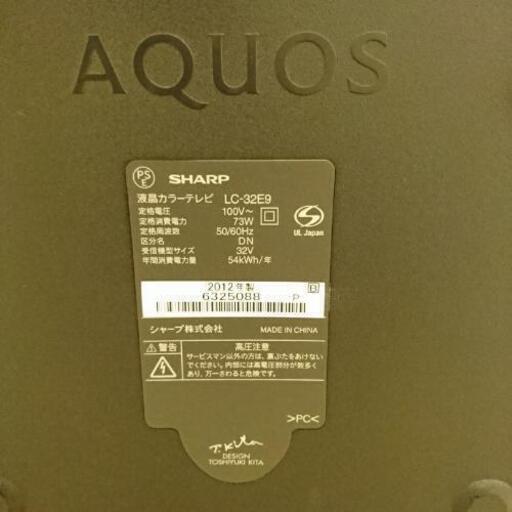 AQUOS
PS
E
SHARP
液晶カラーテレビ LC-32E9
定格電圧 100V~
定格消費電力 73W
定格周波数 50/60Hz
区分名 DN
受信機型サイズ 32V
年間消費電力量 54kWh/年
S
UL Japan
2012年製 B
6325088 P
シャープ株式会社 MADE IN CHINA
⚠警告 高圧注意
サービスマン以外の方は、裏ぶたをあけない
でください。内部には高電圧部分が数多く
あり、万一さわると危険です。
>PC<
T.Kita
DESIGN
TOSHIYUKI KITA